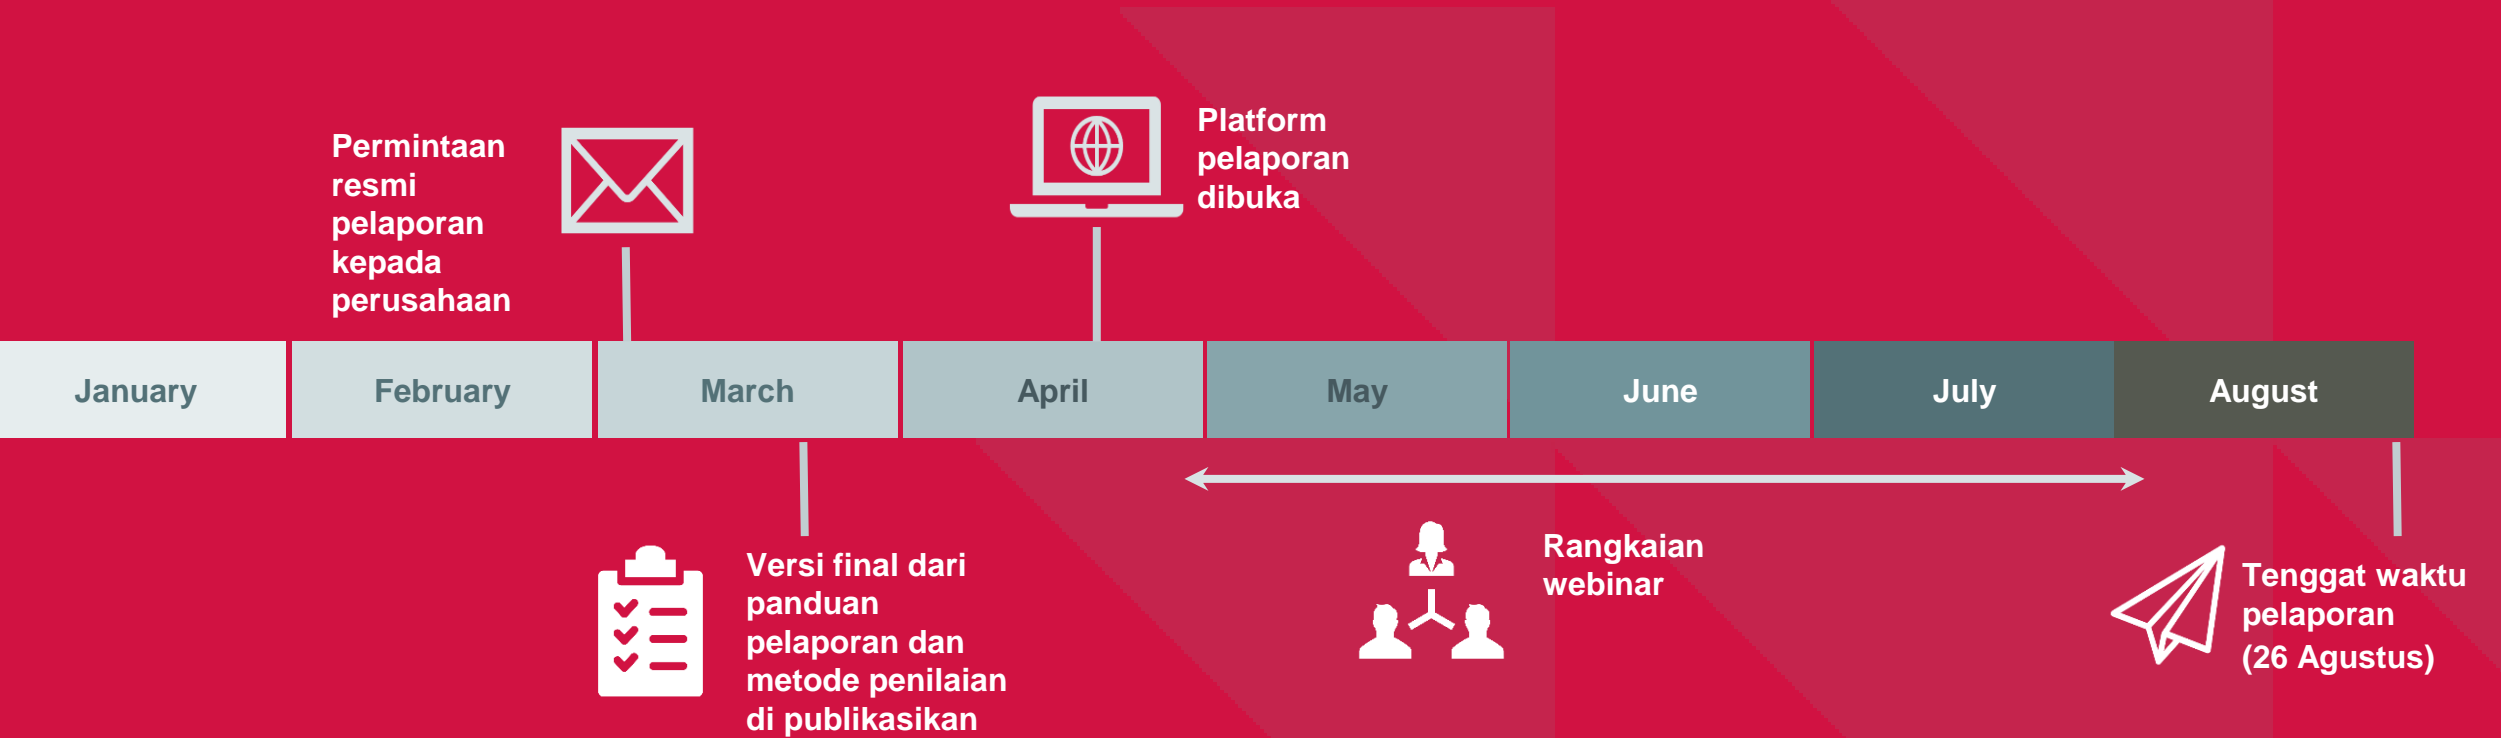 Permintaan
resmi
pelaporan
kepada
perusahaan
Platform
pelaporan
dibuka
January
February
March
April
May
June
July
August
Versi final dari
panduan
pelaporan dan
metode penilaian
di publikasikan
Rangkaian
webinar
Tenggat waktu
pelaporan
(26 Agustus)